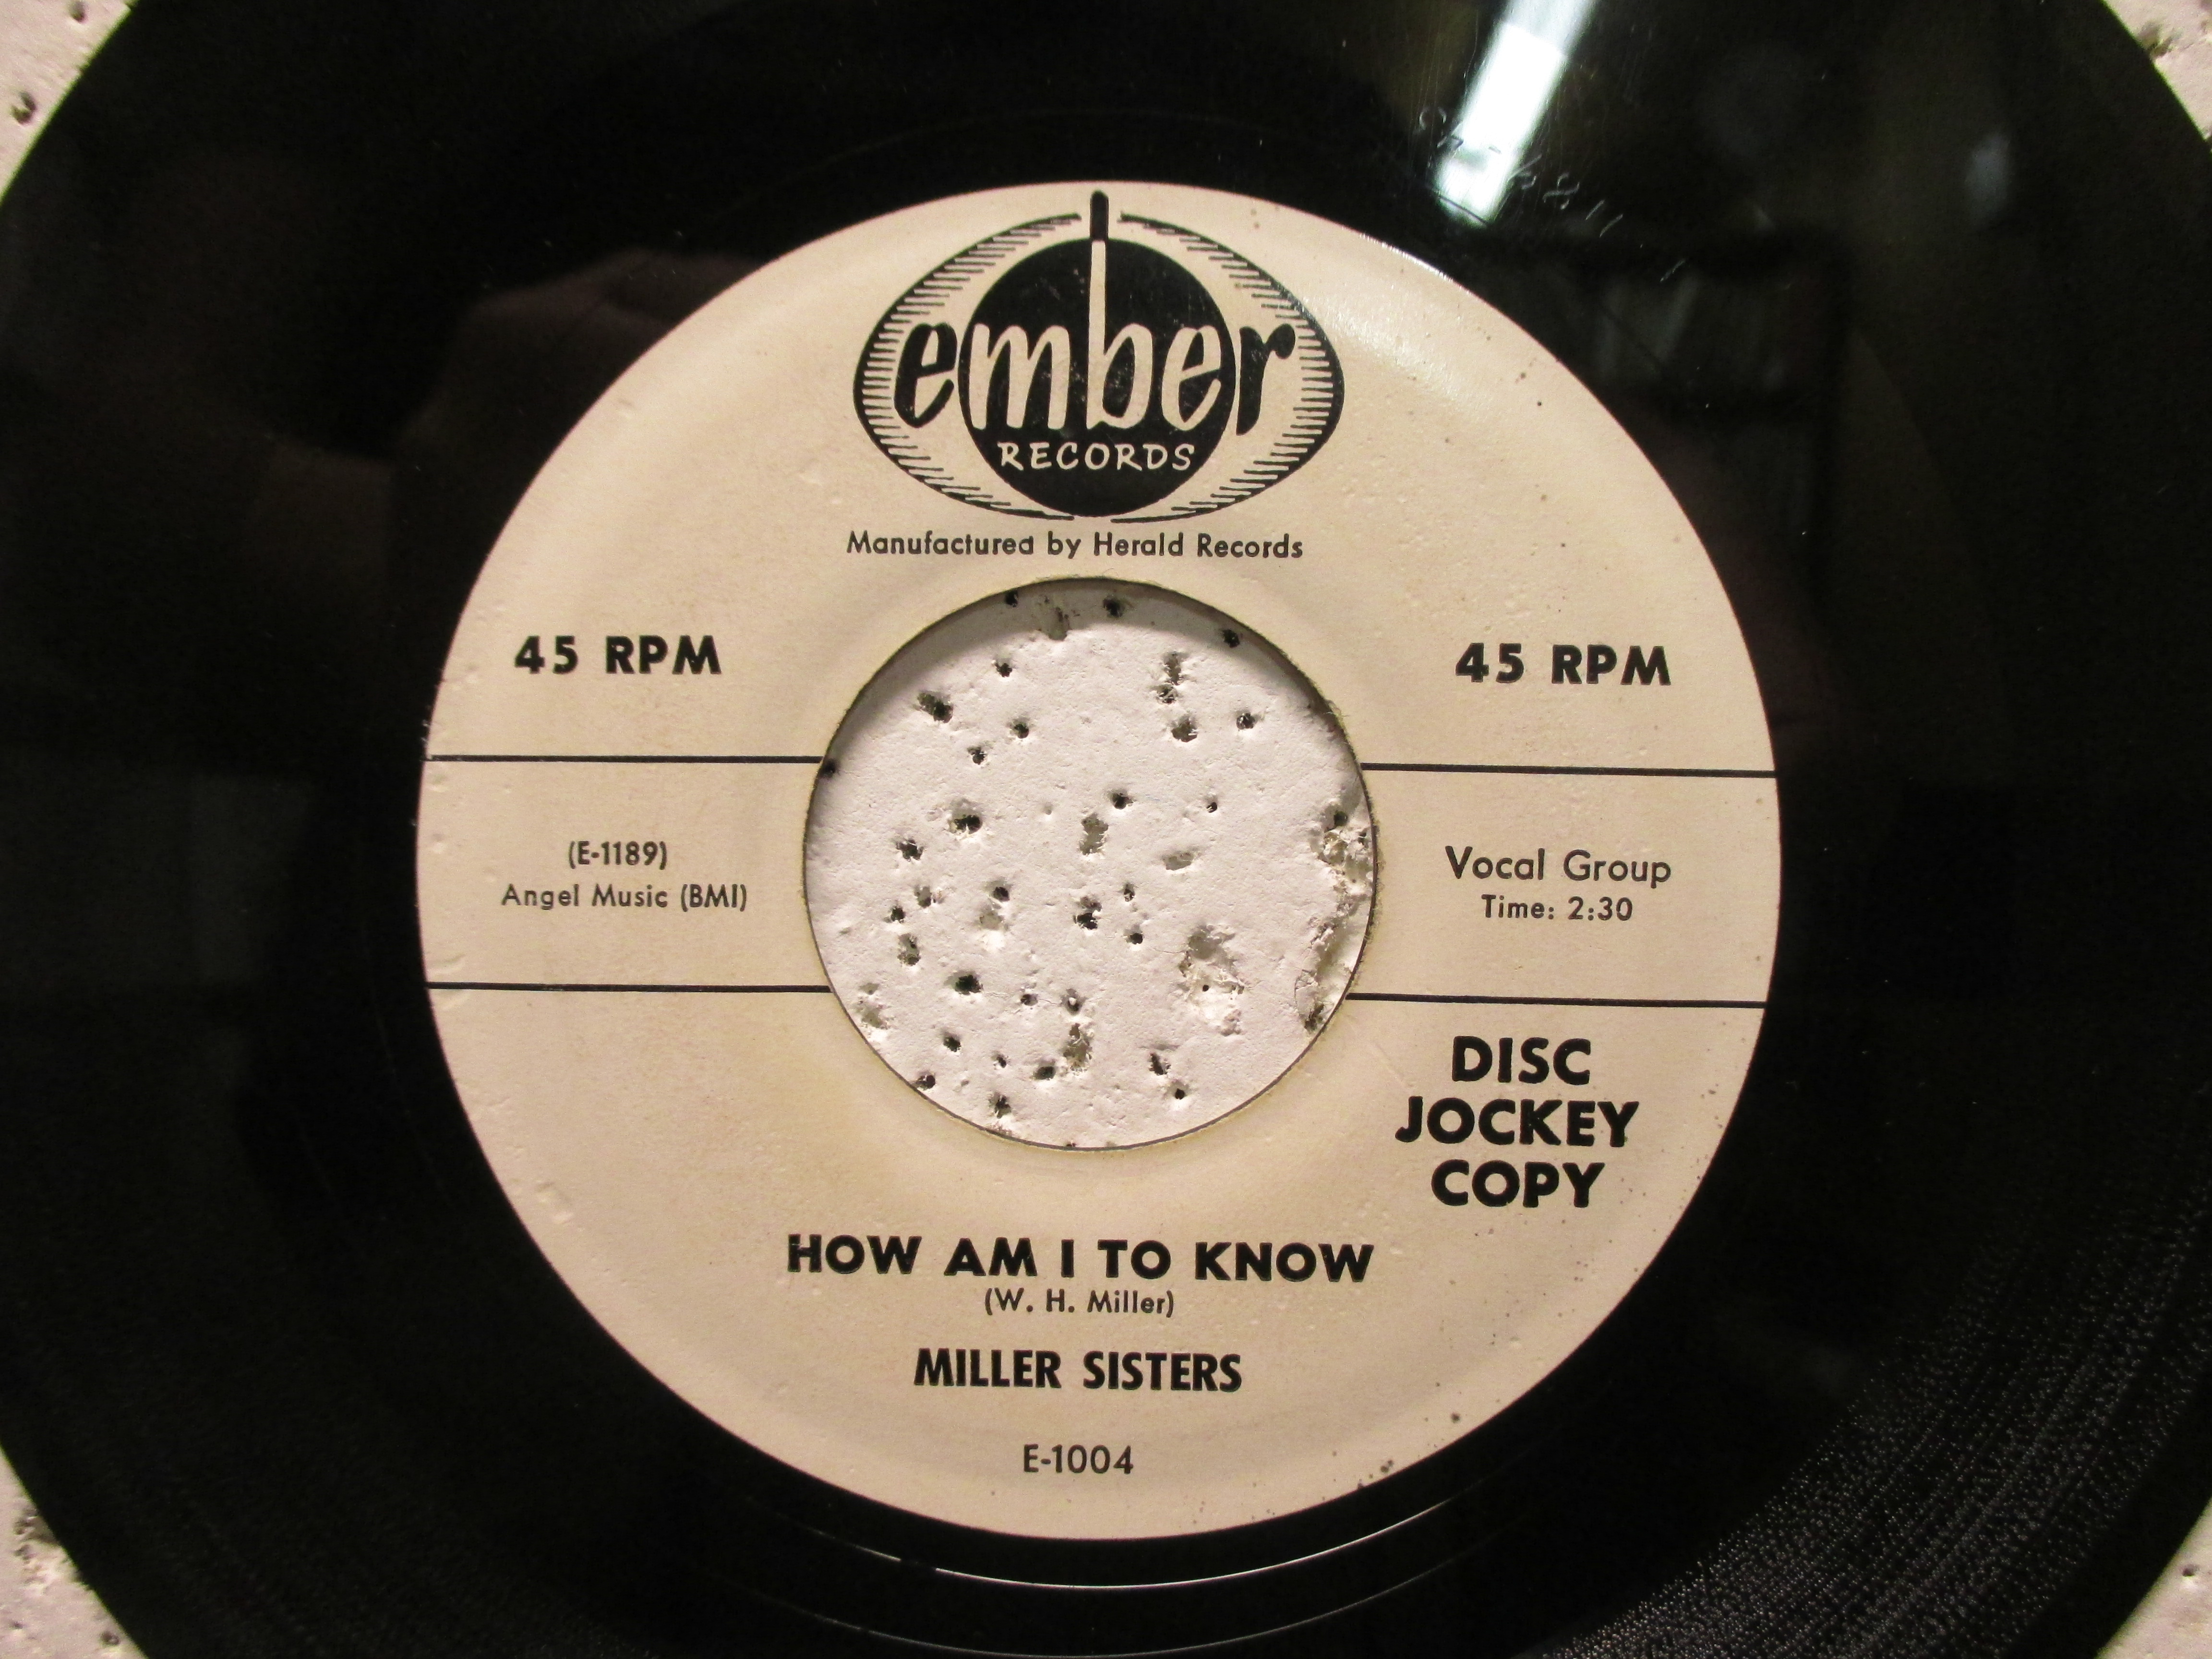 ember
RECORDS
Manufactured by Herald Records
45 RPM
45 RPM
(E-1189)
Angel Music (BMI)
Vocal Group
Time: 2:30
DISC
JOCKEY
COPY
HOW AM I TO KNOW
(W. H. Miller)
MILLER SISTERS
E-1004